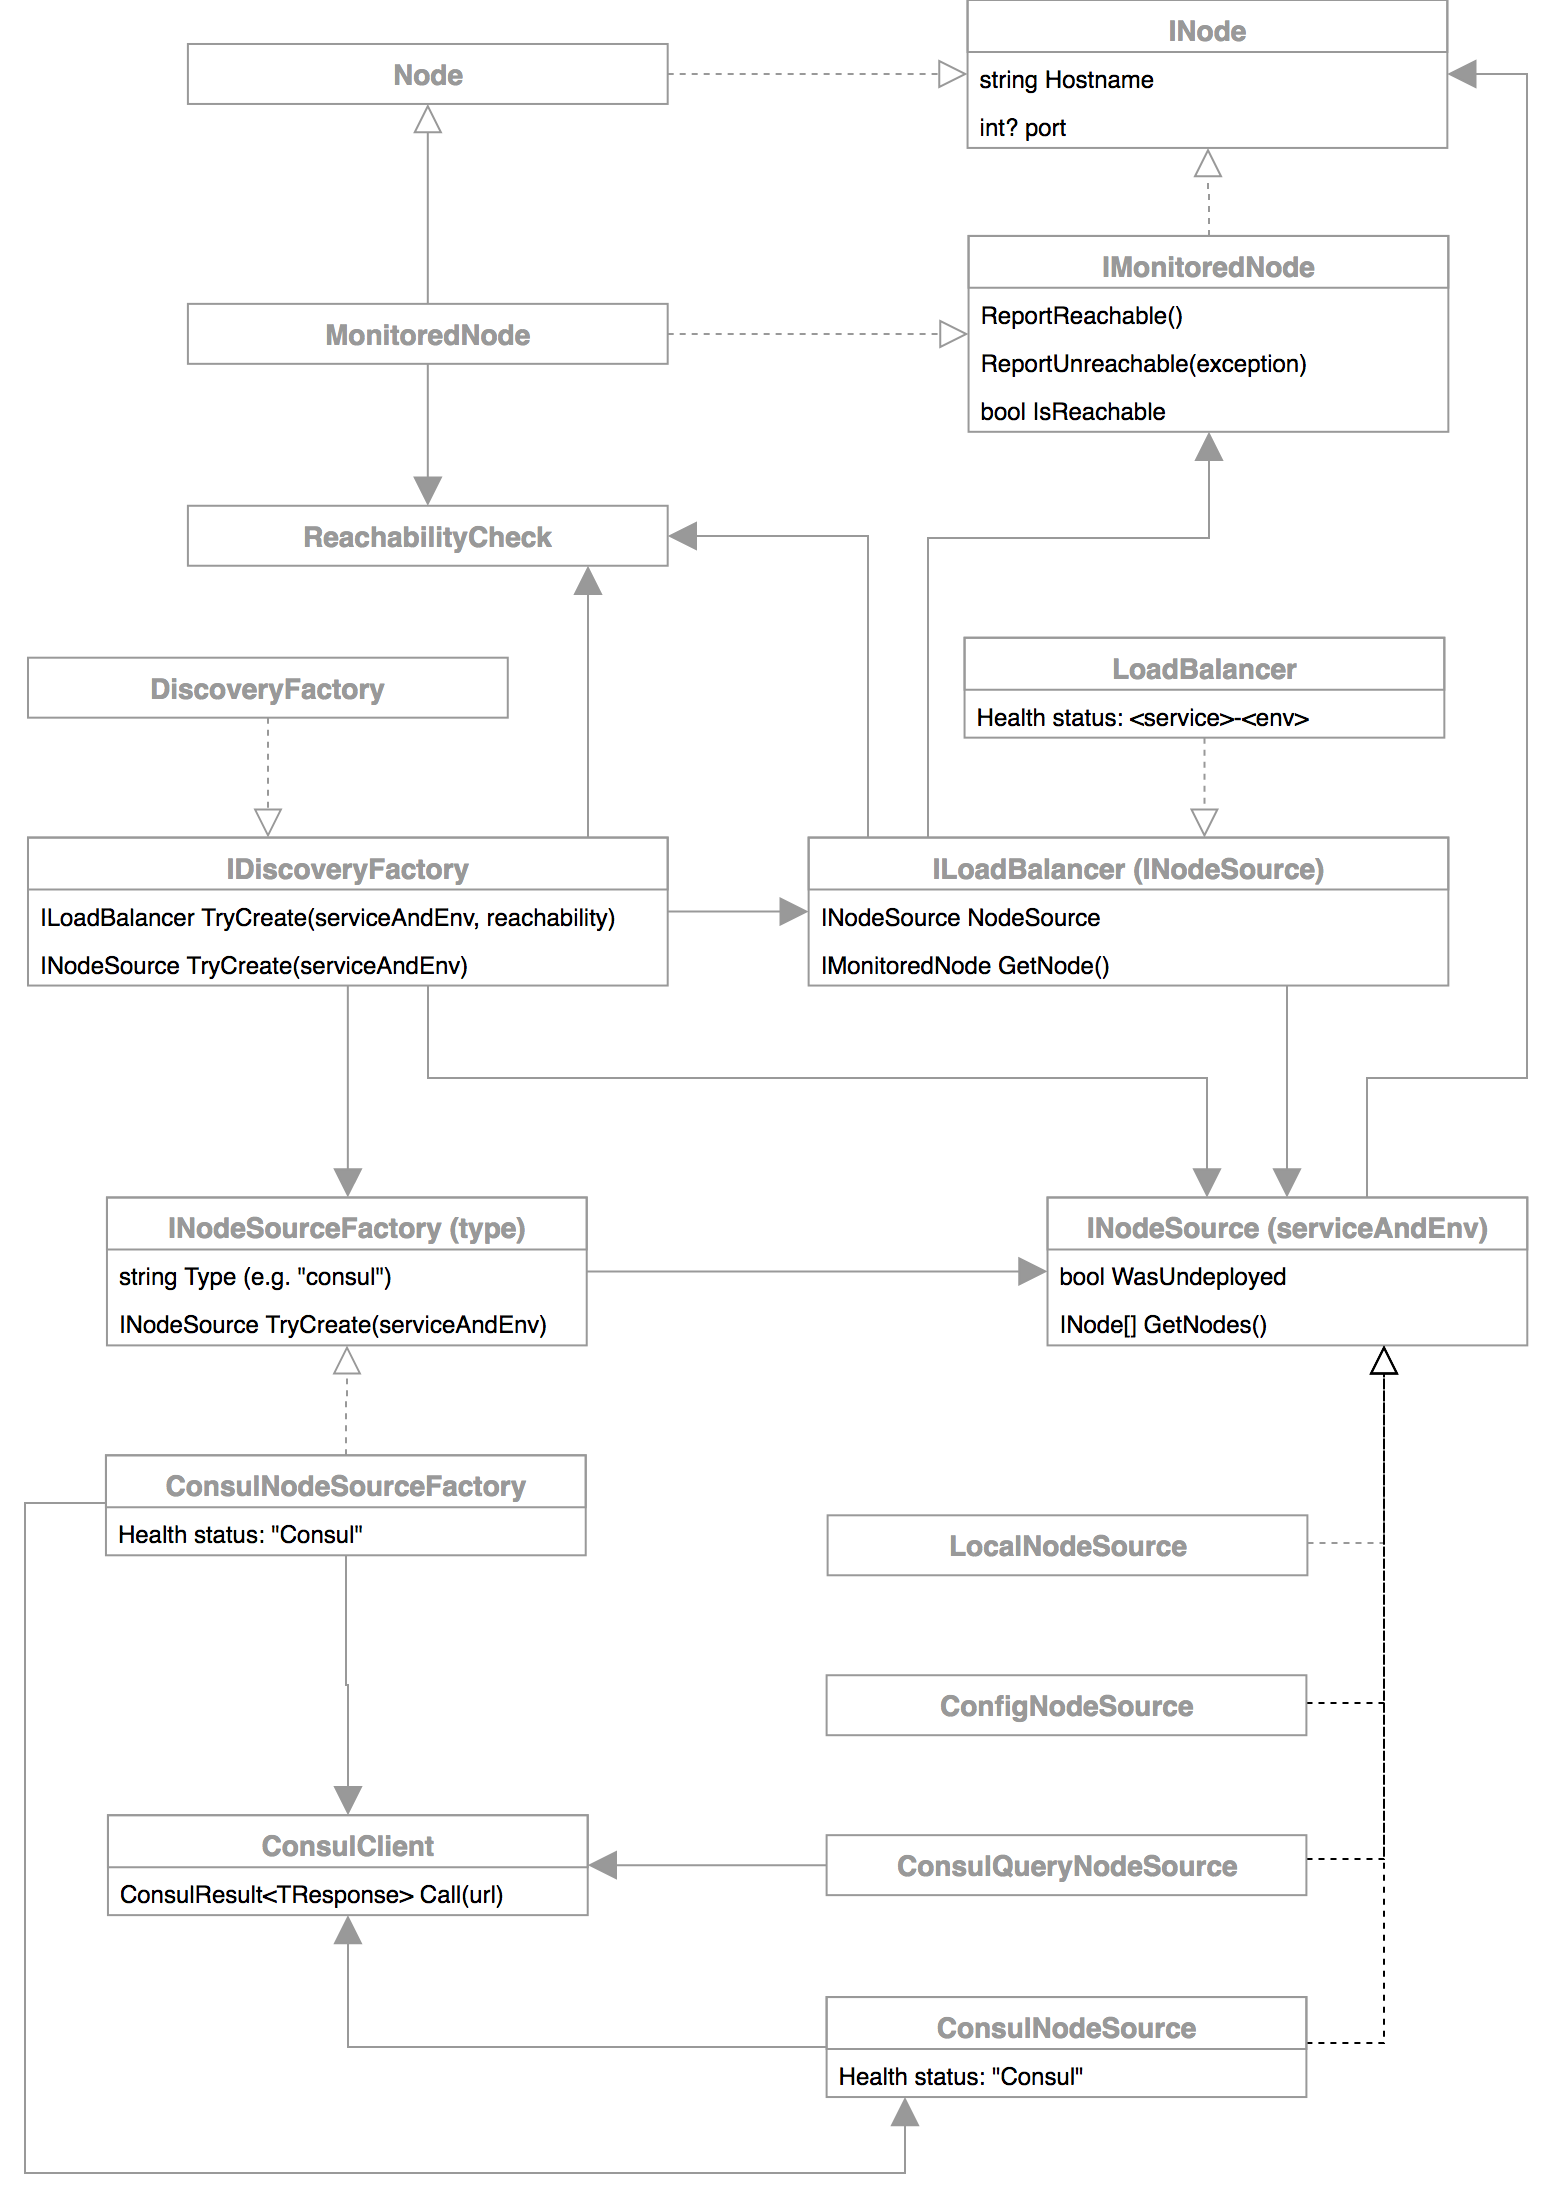 INode
string Hostname
int? port
Node
IMonitoredNode
ReportReachable()
ReportUnreachable(exception)
bool IsReachable
MonitoredNode
ReachabilityCheck
LoadBalancer
Health status: <service>-<env>
DiscoveryFactory
IDiscoveryFactory
ILoadBalancer TryCreate(serviceAndEnv, reachability)
INodeSource TryCreate(serviceAndEnv)
ILoadBalancer (INodeSource)
INodeSource NodeSource
IMonitoredNode GetNode()
INodeSourceFactory (type)
string Type (e.g. "consul")
INodeSource TryCreate(serviceAndEnv)
INodeSource (serviceAndEnv)
bool WasUndeployed
INode[] GetNodes()
ConsulNodeSourceFactory
Health status: "Consul"
LocalNodeSource
ConfigNodeSource
ConsulClient
ConsulResult<TResponse> Call(url)
ConsulQueryNodeSource
ConsulNodeSource
Health status: "Consul"